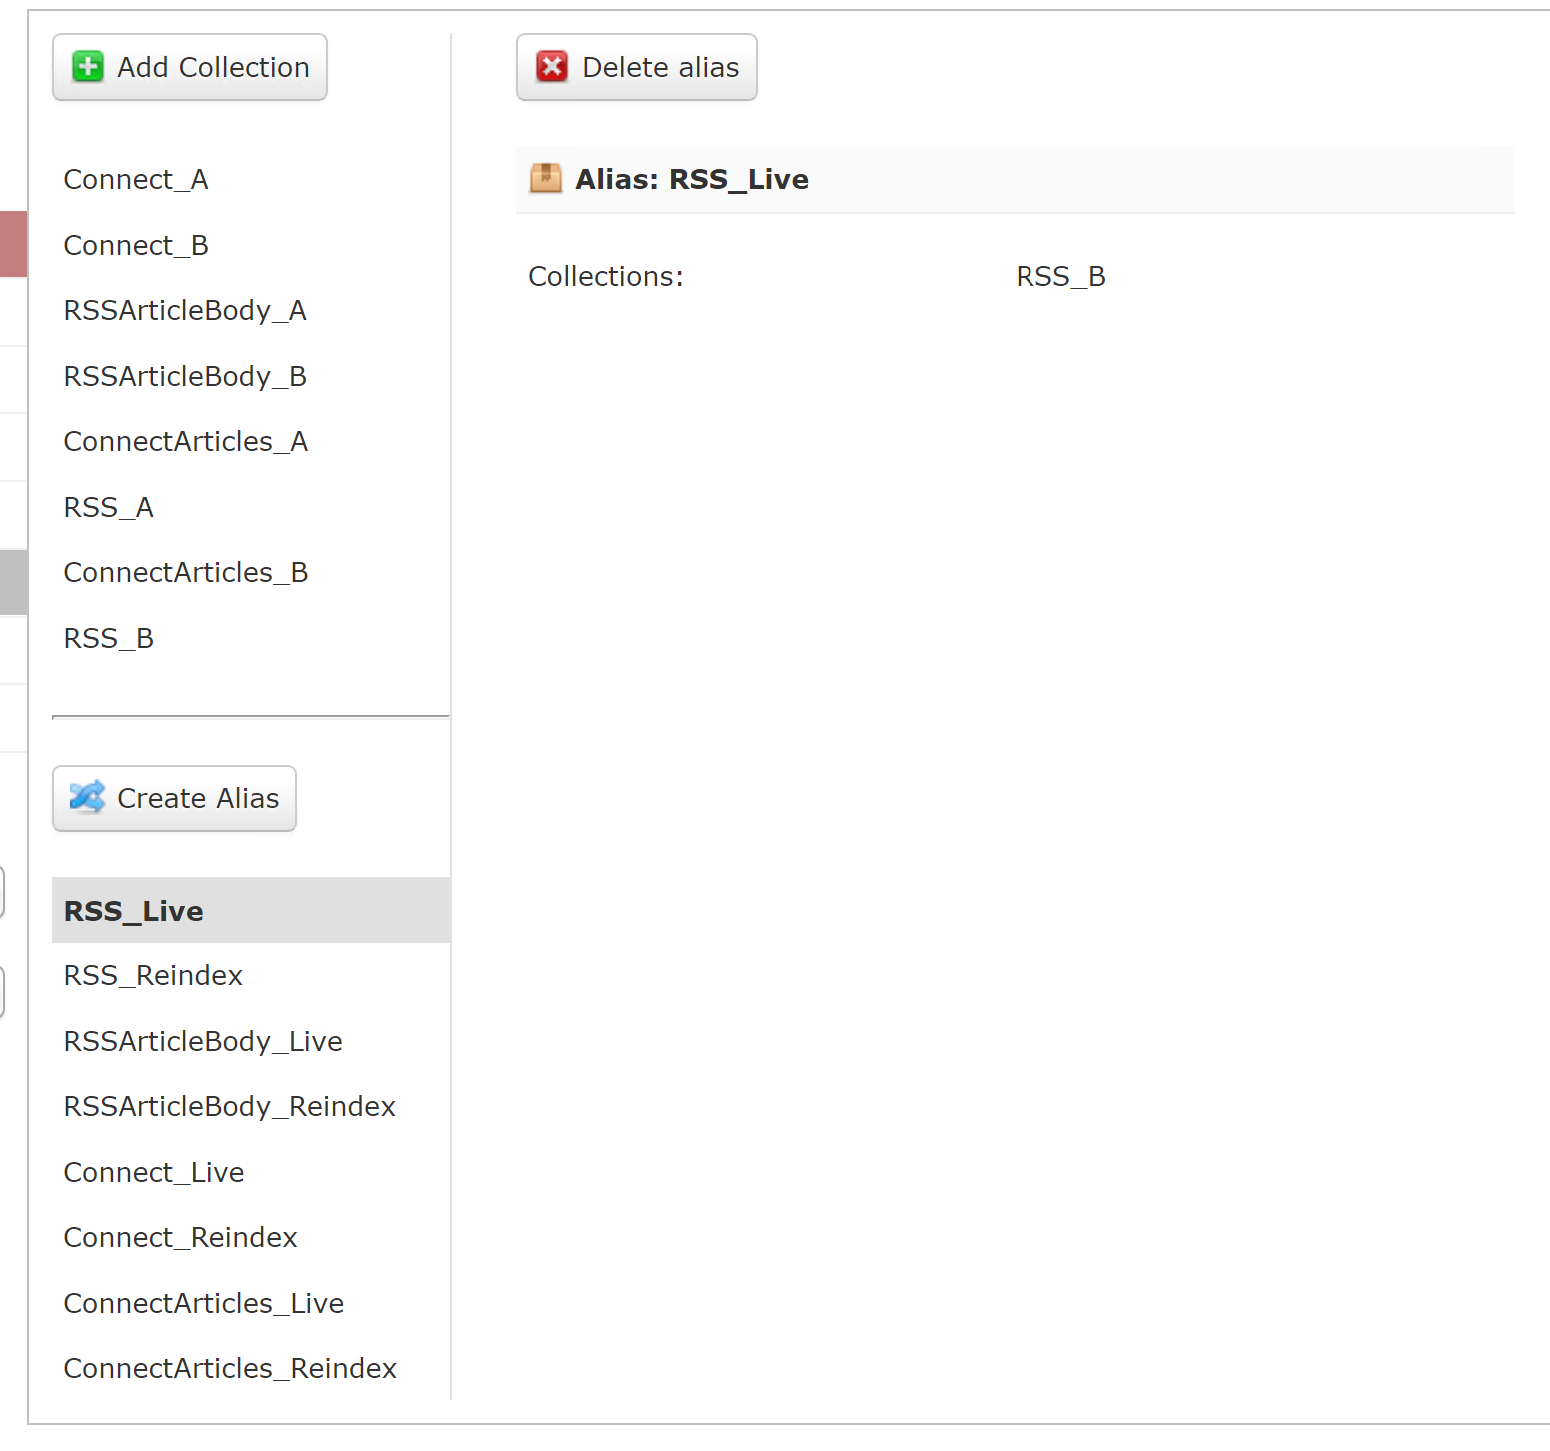 Add Collection
Connect_A
Connect_B
RSSArticleBody_A
RSSArticleBody_B
ConnectArticles_A
RSS_A
ConnectArticles_B
RSS_B
Create Alias
RSS_Live
RSS_Reindex
RSSArticleBody_Live
RSSArticleBody_Reindex
Connect_Live
Connect_Reindex
ConnectArticles_Live
ConnectArticles_Reindex
Delete alias
Alias: RSS_Live
Collections: RSS_B